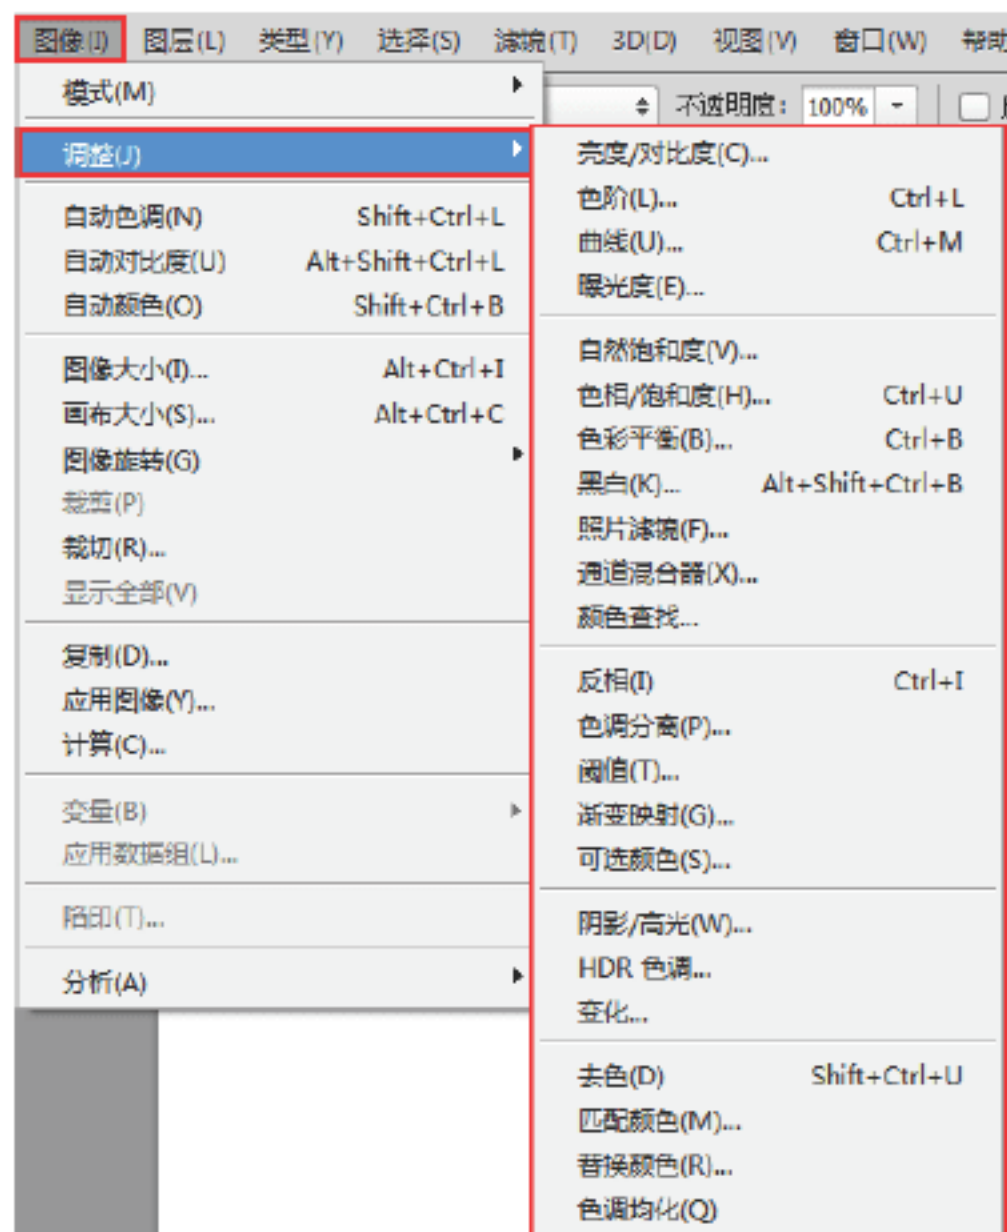 图像(I) 图层(L) 类型(Y) 选择(S) 滤镜(T) 3D(D) 视图(V) 窗口(W) 帮助
模式(M)
不透明度： 100%
调整(J)
自动色调(N) Shift+Ctrl+L
自动对比度(U) Alt+Shift+Ctrl+L
自动颜色(O) Shift+Ctrl+B
图像大小(I)... Alt+Ctrl+I
画布大小(S)... Alt+Ctrl+C
图像旋转(G)
裁剪(P)
裁切(R)...
显示全部(V)
复制(D)...
应用图像(Y)...
计算(C)...
变量(B)
应用数据组(L)...
陷印(T)...
分析(A)
亮度/对比度(C)...
色阶(L)... Ctrl+L
曲线(U)... Ctrl+M
曝光度(E)...
自然饱和度(V)...
色相/饱和度(H)... Ctrl+U
色彩平衡(B)... Ctrl+B
黑白(K)... Alt+Shift+Ctrl+B
照片滤镜(F)...
通道混合器(X)...
颜色查找...
反相(I) Ctrl+I
色调分离(P)...
阈值(T)...
渐变映射(G)...
可选颜色(S)...
阴影/高光(W)...
HDR 色调...
变化...
去色(D) Shift+Ctrl+U
匹配颜色(M)...
替换颜色(R)...
色调均化(Q)